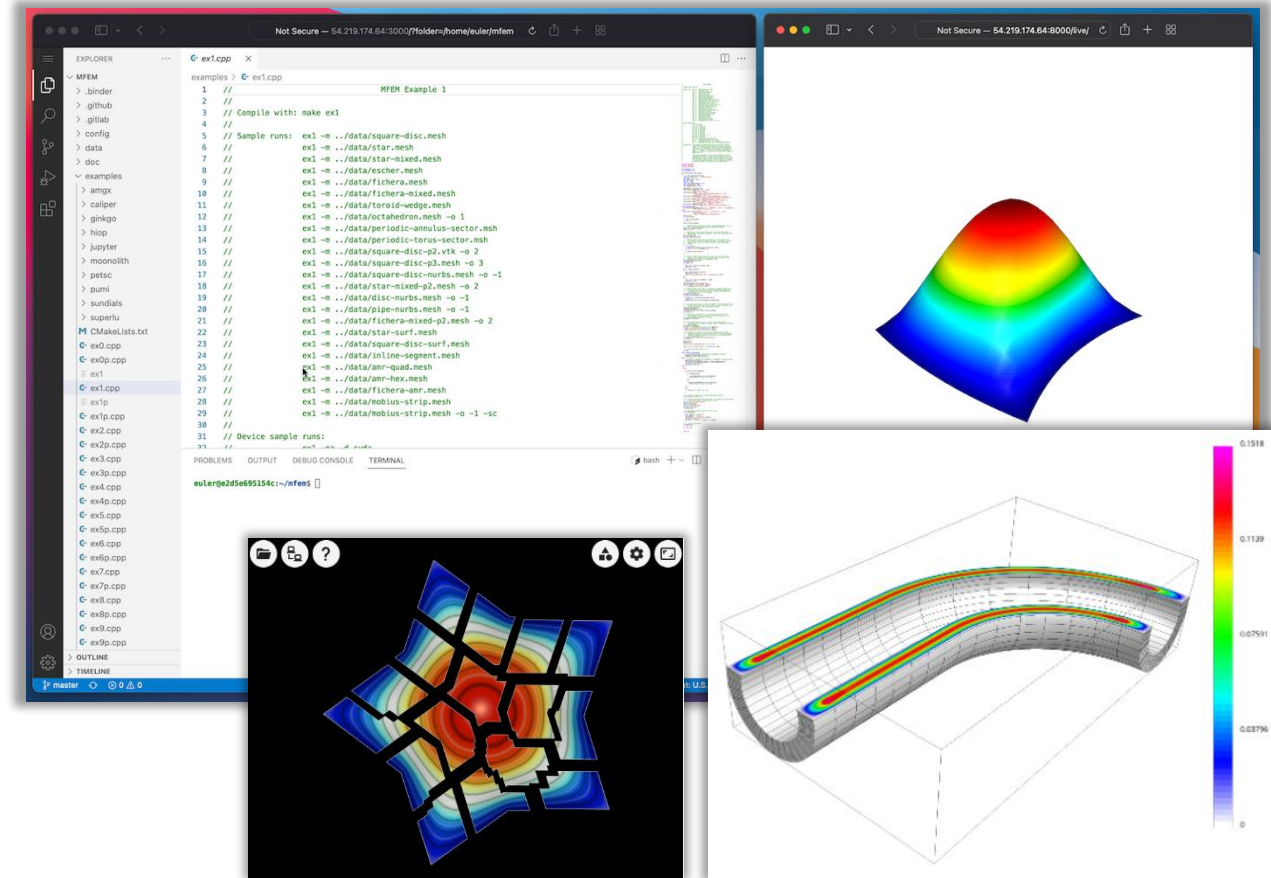 Not Secure — 54.219.174.64:3000/?folder=/home/euler/mfem
EXPLORER
MFEM
.binder
.github
.gitlab
config
data
doc
examples
amgx
caliper
ginkgo
hiop
jupyter
moonolith
petsc
pumi
sundials
superlu
CMakeLists.txt
ex0.cpp
ex0p.cpp
ex1
ex1.cpp
ex1p
ex1p.cpp
ex2.cpp
ex2p.cpp
ex3.cpp
ex3p.cpp
ex4.cpp
ex4p.cpp
ex5.cpp
ex5p.cpp
ex6.cpp
ex6p.cpp
ex7.cpp
ex7p.cpp
ex8.cpp
ex8p.cpp
ex9.cpp
ex9p.cpp
OUTLINE
TIMELINE
master 0 0
ex1.cpp
examples > ex1.cpp
1 // MFEM Example 1
2 //
3 // Compile with: make ex1
4 //
5 // Sample runs: ex1 -m ../data/square-disc.mesh
6 // ex1 -m ../data/star.mesh
7 // ex1 -m ../data/star-mixed.mesh
8 // ex1 -m ../data/escher.mesh
9 // ex1 -m ../data/fichera.mesh
10 // ex1 -m ../data/fichera-mixed.mesh
11 // ex1 -m ../data/toroid-wedge.mesh
12 // ex1 -m ../data/octahedron.mesh -o 1
13 // ex1 -m ../data/periodic-annulus-sector.msh
14 // ex1 -m ../data/periodic-torus-sector.msh
15 // ex1 -m ../data/square-disc-p2.vtk -o 2
16 // ex1 -m ../data/square-disc-p3.mesh -o 3
17 // ex1 -m ../data/square-disc-nurbs.mesh -o -1
18 // ex1 -m ../data/star-mixed-p2.mesh -o 2
19 // ex1 -m ../data/disc-nurbs.mesh -o -1
20 // ex1 -m ../data/pipe-nurbs.mesh -o -1
21 // ex1 -m ../data/fichera-mixed-p2.mesh -o 2
22 // ex1 -m ../data/star-surf.mesh
23 // ex1 -m ../data/square-disc-surf.mesh
24 // ex1 -m ../data/inline-segment.mesh
25 // ex1 -m ../data/amr-quad.mesh
26 // ex1 -m ../data/amr-hex.mesh
27 // ex1 -m ../data/fichera-amr.mesh
28 // ex1 -m ../data/mobius-strip.mesh
29 // ex1 -m ../data/mobius-strip.mesh -o -1 -sc
30 //
31 // Device sample runs:
PROBLEMS OUTPUT DEBUG CONSOLE TERMINAL
bash
euler@e2d5e695154c:~/mfem$
Not Secure — 54.219.174.64:8000/live/
?
0.1518
0.1139
0.07591
0.03796
0